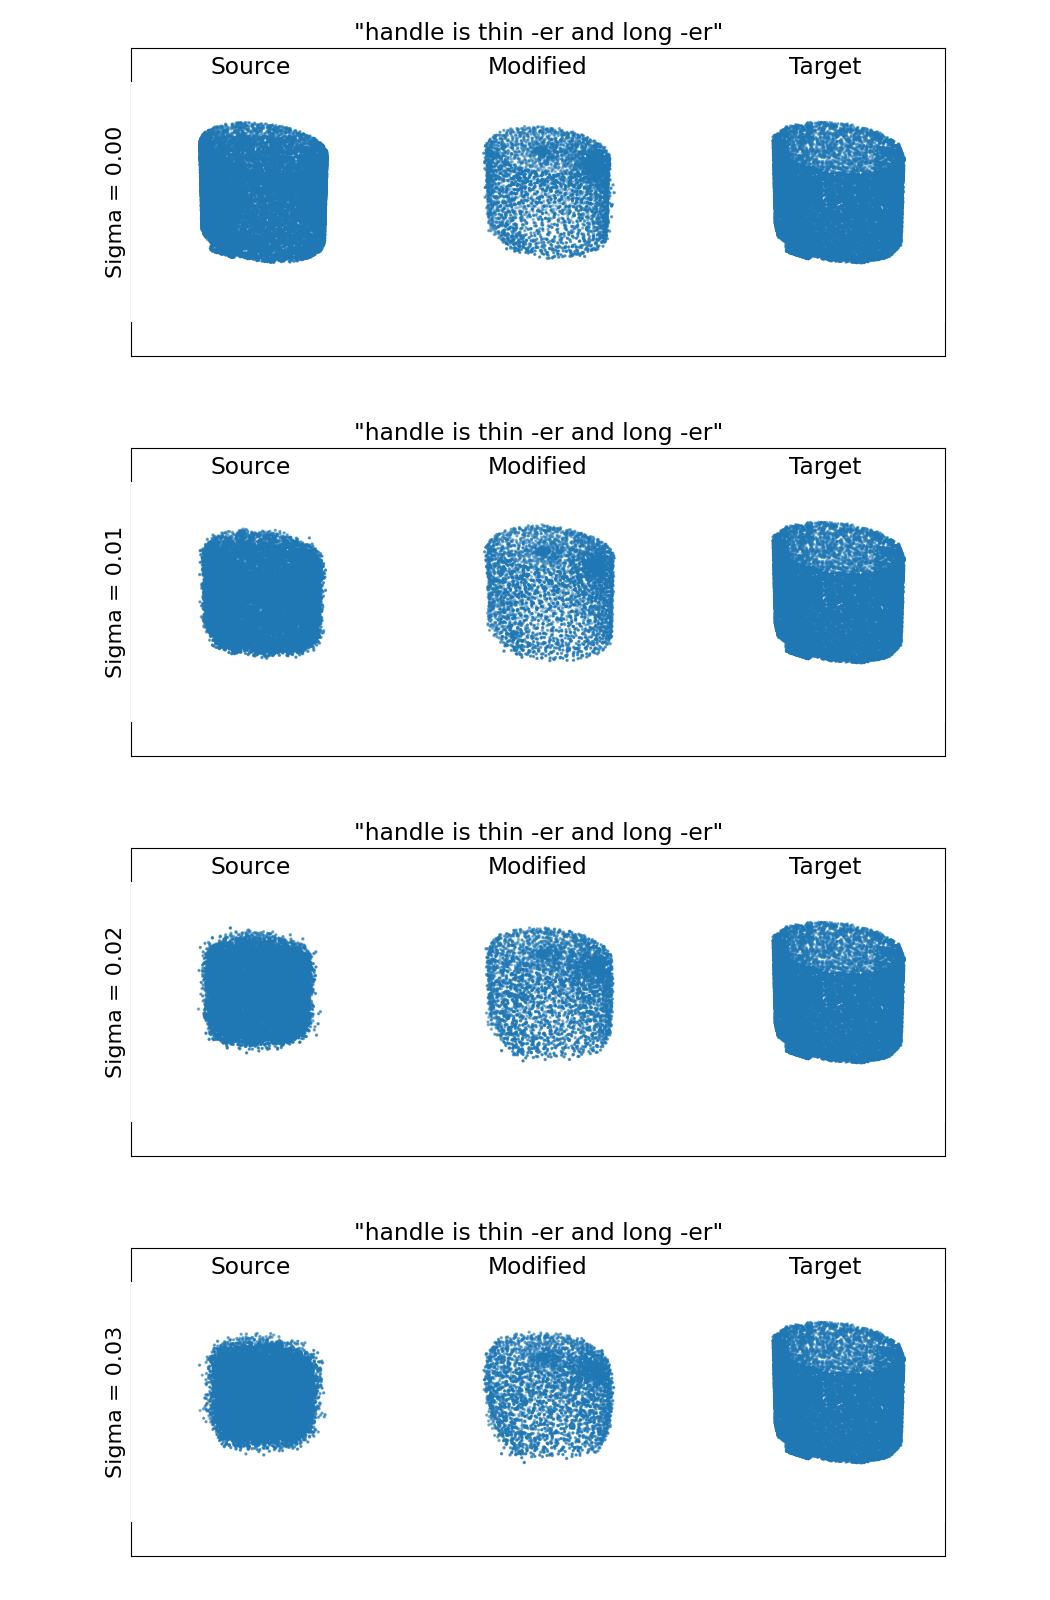 "handle is thin -er and long -er"
Source Modified Target
Sigma = 0.00
"handle is thin -er and long -er"
Source Modified Target
Sigma = 0.01
"handle is thin -er and long -er"
Source Modified Target
Sigma = 0.02
"handle is thin -er and long -er"
Source Modified Target
Sigma = 0.03